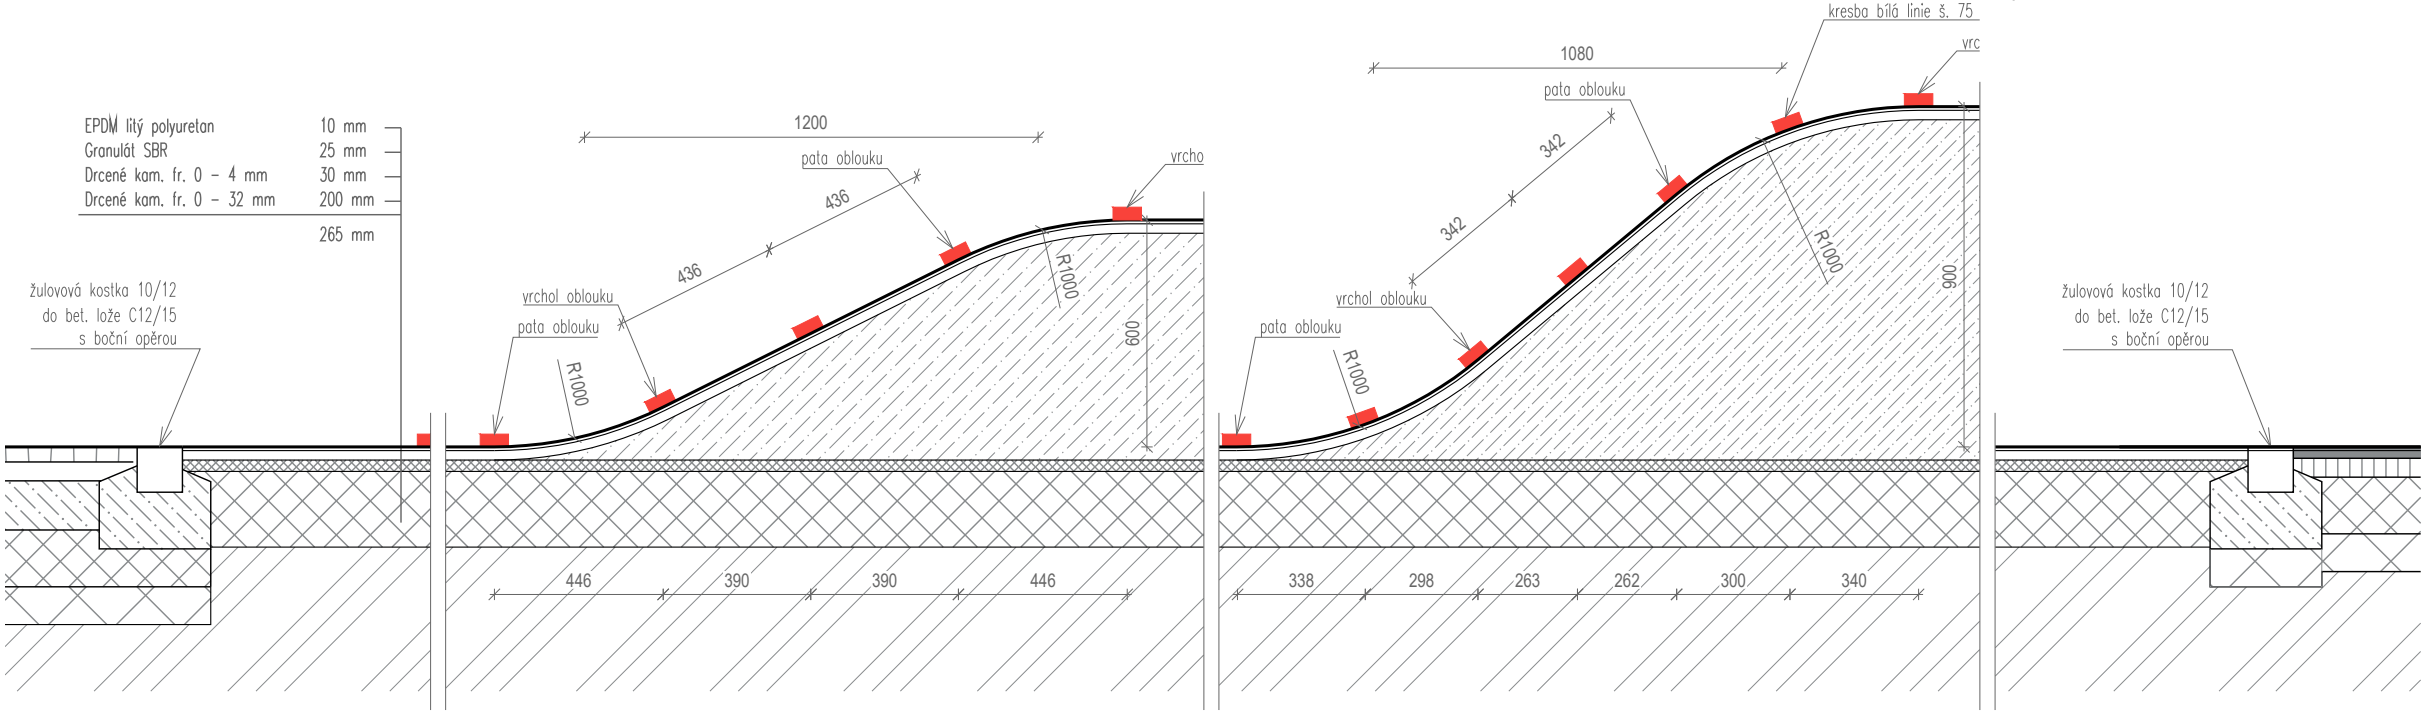 EPDM litý polyuretan 10 mm
Granulát SBR 25 mm
Drcené kam. fr. 0 - 4 mm 30 mm
Drcené kam. fr. 0 - 32 mm 200 mm
265 mm
žulovová kostka 10/12
do bet. lože C12/15
s boční opěrou
1200
pata oblouku
vrcho
436
436
vrchol oblouku
pata oblouku
R1000
R1000
600
446
390
390
446
kresba bílá linie š. 75
vrc
1080
pata oblouku
342
342
vrchol oblouku
pata oblouku
R1000
R1000
900
338
298
263
262
300
340
žulovová kostka 10/12
do bet. lože C12/15
s boční opěrou